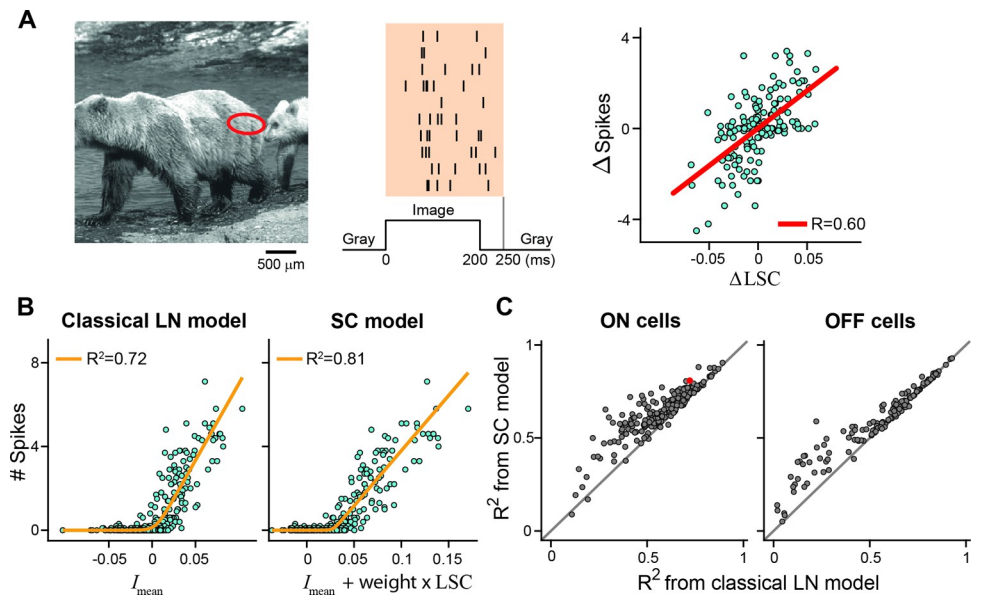 A
500 μm
Image
Gray
Gray
0
200 250 (ms)
4
0
-4
Δ Spikes
-0.05
0
0.05
ΔLSC
R=0.60
B
Classical LN model
SC model
R²=0.72
R²=0.81
8
4
0
# Spikes
-0.05
0
0.05
0
0.05
0.1
0.15
Imean
Imean + weight x LSC
C
ON cells
OFF cells
1
0.5
0
R² from SC model
0
0.5
1
0
0.5
1
R² from classical LN model